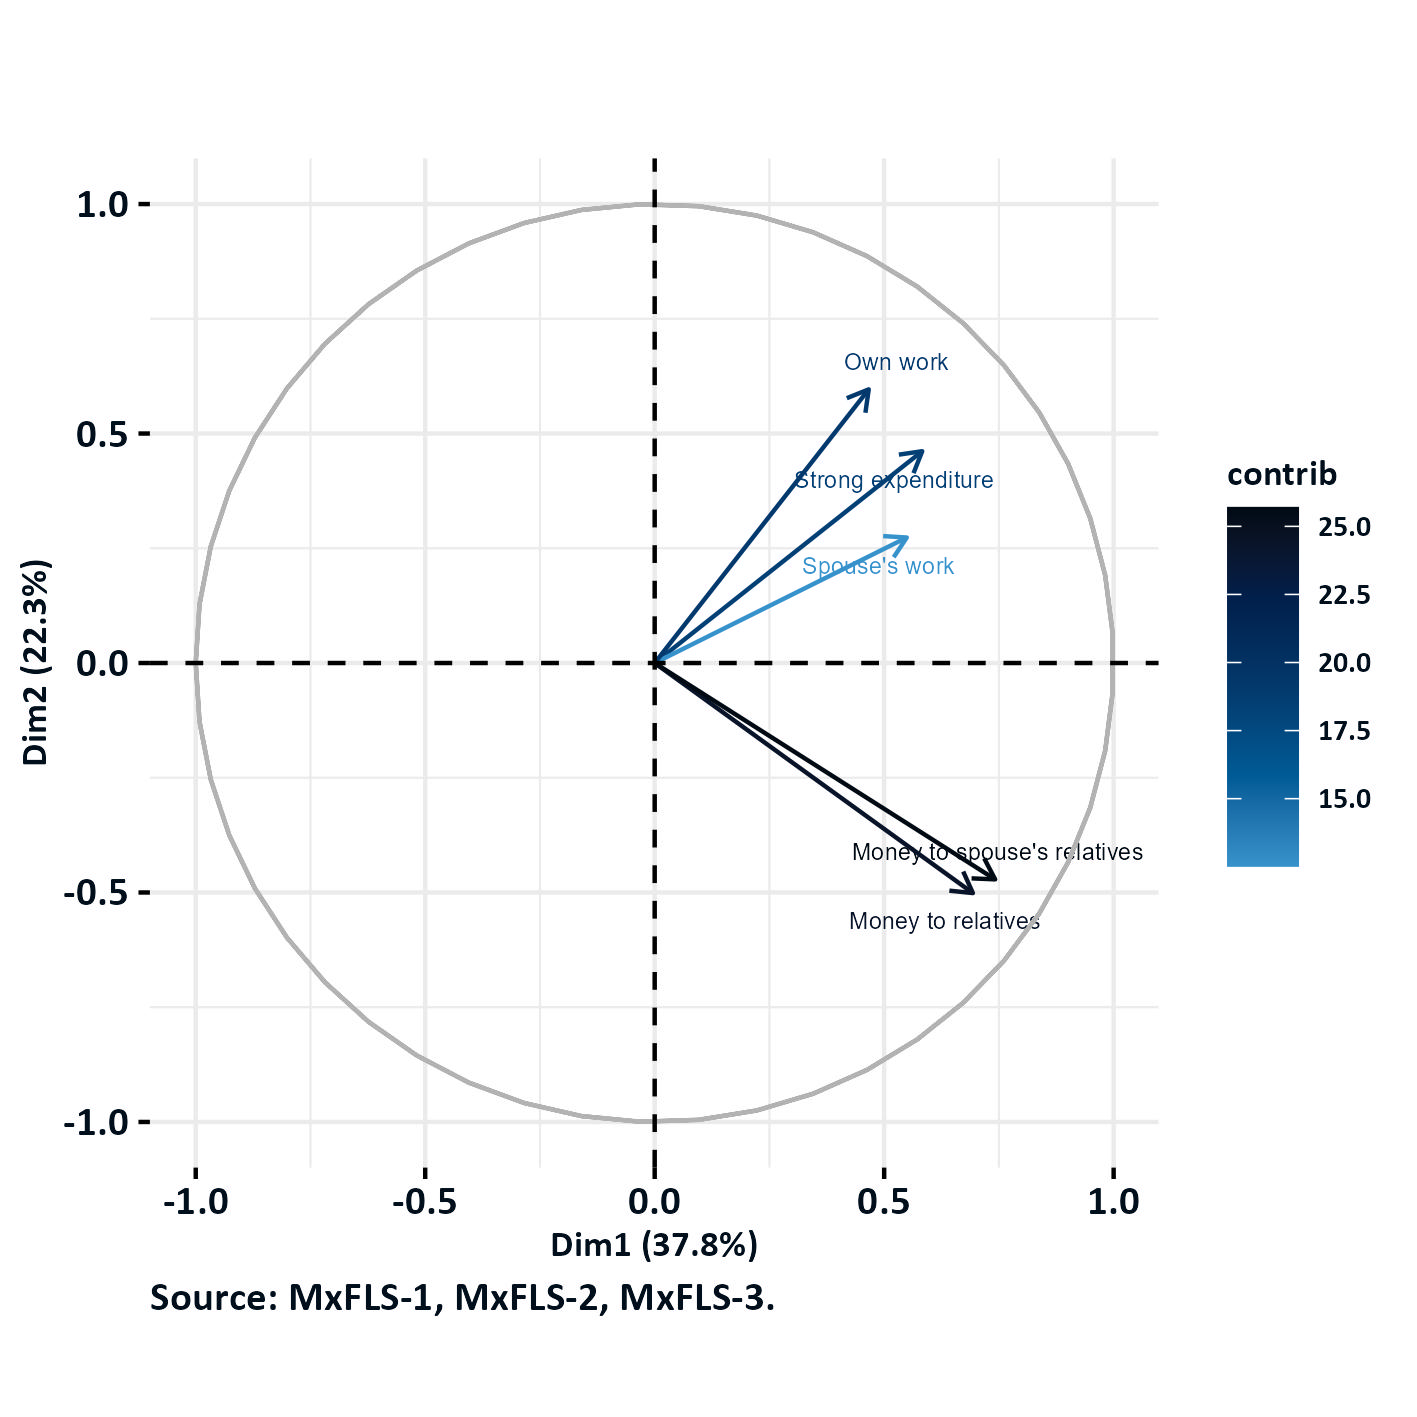 1.0
0.5
0.0
-0.5
-1.0
Dim2 (22.3%)
Own work
Strong expenditure
Spouse's work
Money to spouse's relatives
Money to relatives
-1.0
-0.5
0.0
0.5
1.0
Dim1 (37.8%)
Source: MxFLS-1, MxFLS-2, MxFLS-3.
contrib
25.0
22.5
20.0
17.5
15.0